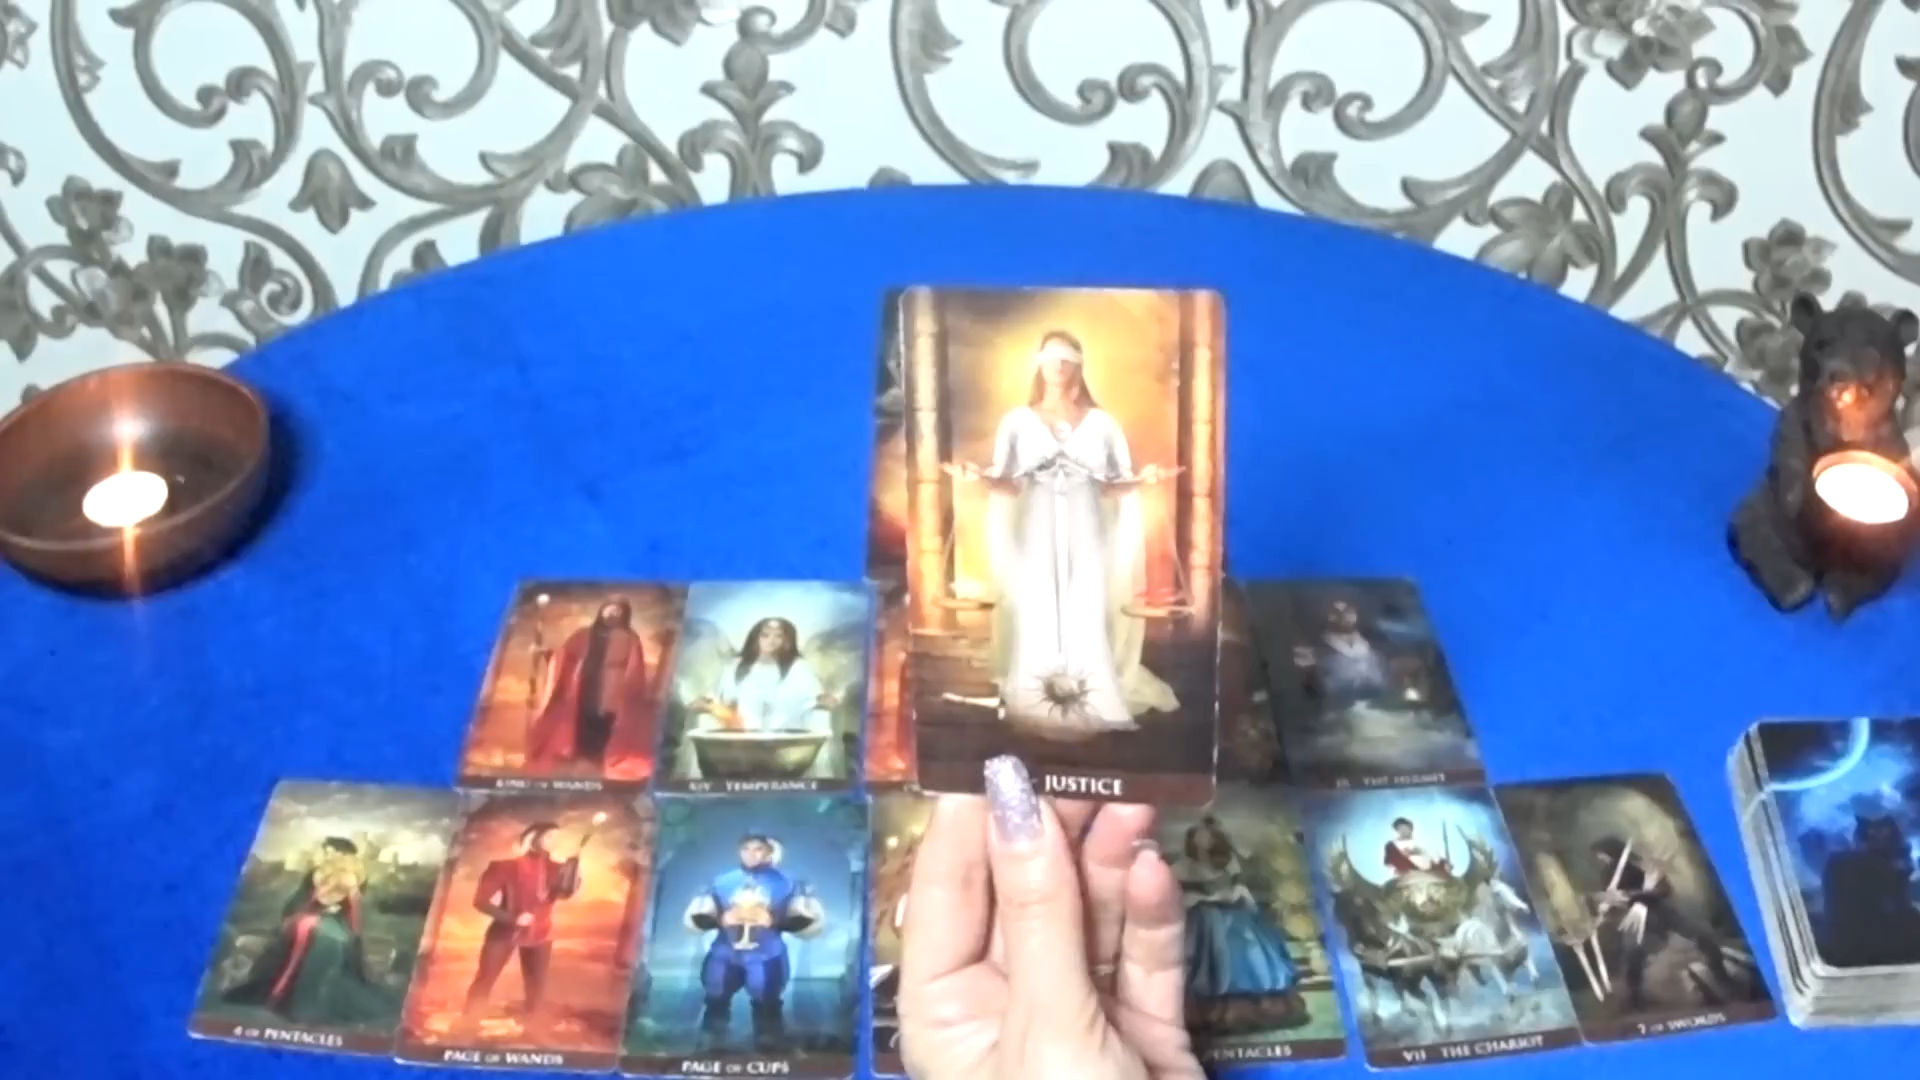 JUSTICE
KING OF WANDS
XIV TEMPERANCE
IX THE HERMIT
4 OF PENTACLES
PAGE OF WANDS
PAGE OF CUPS
PENTACLES
VII THE CHARIOT
7 OF SWORDS